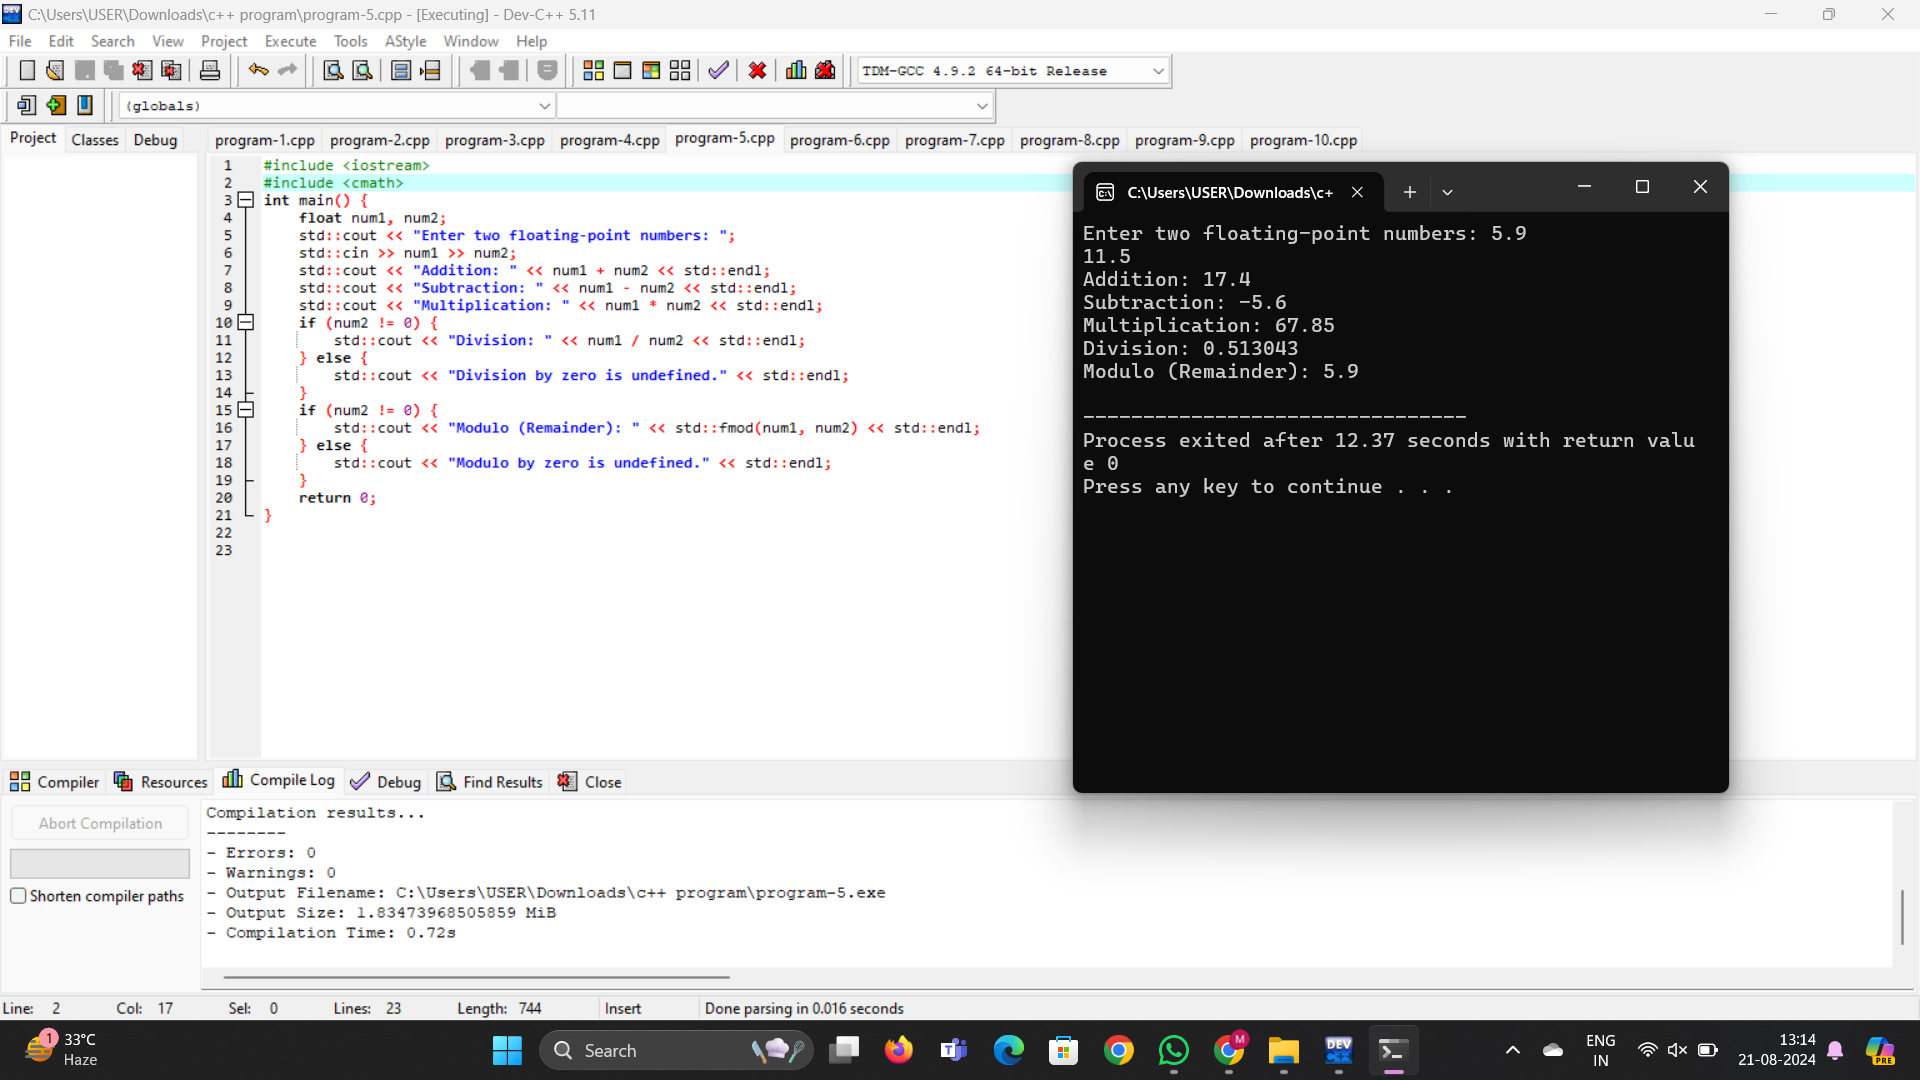 C:\Users\USER\Downloads\c++ program\program-5.cpp - [Executing] - Dev-C++ 5.11
File Edit Search View Project Execute Tools AStyle Window Help
TDM-GCC 4.9.2 64-bit Release
(globals)
Project Classes Debug
program-1.cpp program-2.cpp program-3.cpp program-4.cpp program-5.cpp program-6.cpp program-7.cpp program-8.cpp program-9.cpp program-10.cpp
1 #include <iostream>
2 #include <cmath>
3 int main() {
4 float num1, num2;
5 std::cout << "Enter two floating-point numbers: ";
6 std::cin >> num1 >> num2;
7 std::cout << "Addition: " << num1 + num2 << std::endl;
8 std::cout << "Subtraction: " << num1 - num2 << std::endl;
9 std::cout << "Multiplication: " << num1 * num2 << std::endl;
10 if (num2 != 0) {
11 std::cout << "Division: " << num1 / num2 << std::endl;
12 } else {
13 std::cout << "Division by zero is undefined." << std::endl;
14 }
15 if (num2 != 0) {
16 std::cout << "Modulo (Remainder): " << std::fmod(num1, num2) << std::endl;
17 } else {
18 std::cout << "Modulo by zero is undefined." << std::endl;
19 }
20 return 0;
21 }
22
23
C:\Users\USER\Downloads\c+
Enter two floating-point numbers: 5.9
11.5
Addition: 17.4
Subtraction: -5.6
Multiplication: 67.85
Division: 0.513043
Modulo (Remainder): 5.9
--------------------------------
Process exited after 12.37 seconds with return valu
e 0
Press any key to continue . . .
Compiler Resources Compile Log Debug Find Results Close
Abort Compilation
Shorten compiler paths
Compilation results...
--------
- Errors: 0
- Warnings: 0
- Output Filename: C:\Users\USER\Downloads\c++ program\program-5.exe
- Output Size: 1.83473968505859 MiB
- Compilation Time: 0.72s
Line: 2 Col: 17 Sel: 0 Lines: 23 Length: 744 Insert Done parsing in 0.016 seconds
1
33°C
Haze
Search
M
DEV
ENG
IN
13:14
21-08-2024
PRE